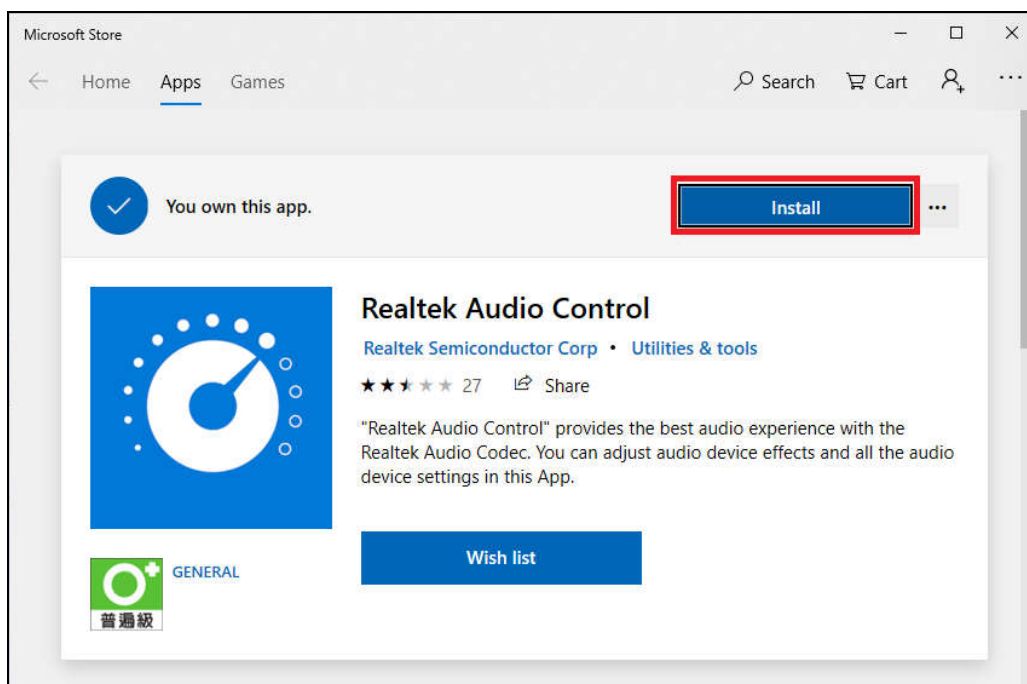 Microsoft Store
Home Apps Games Search Cart
You own this app. Install
Realtek Audio Control
Realtek Semiconductor Corp • Utilities & tools
27 Share
"Realtek Audio Control" provides the best audio experience with the
Realtek Audio Codec. You can adjust audio device effects and all the audio
device settings in this App.
Wish list
GENERAL
普遍級